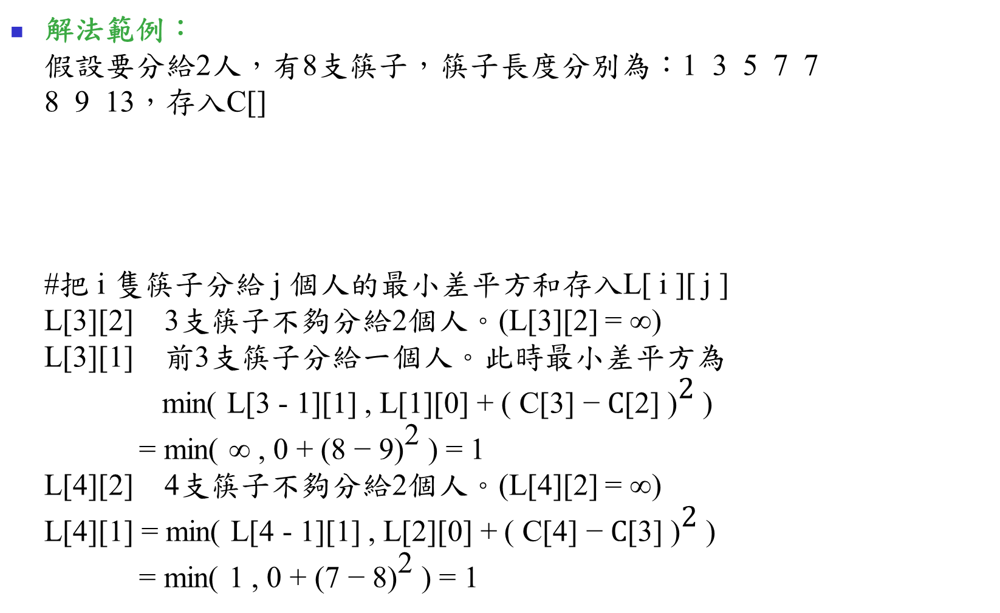 解法範例：
假設要分給2人，有8支筷子，筷子長度分別為：1 3 5 7 7
8 9 13，存入C[]
#把 i 隻筷子分給 j 個人的最小差平方和存入L[ i ][ j ]
L[3][2] 3支筷子不夠分給2個人。(L[3][2] = ∞)
L[3][1] 前3支筷子分給一個人。此時最小差平方為
min( L[3 - 1][1] , L[1][0] + ( C[3] − C[2] )² )
= min( ∞ , 0 + (8 − 9)² ) = 1
L[4][2] 4支筷子不夠分給2個人。(L[4][2] = ∞)
L[4][1] = min( L[4 - 1][1] , L[2][0] + ( C[4] − C[3] )² )
= min( 1 , 0 + (7 − 8)² ) = 1